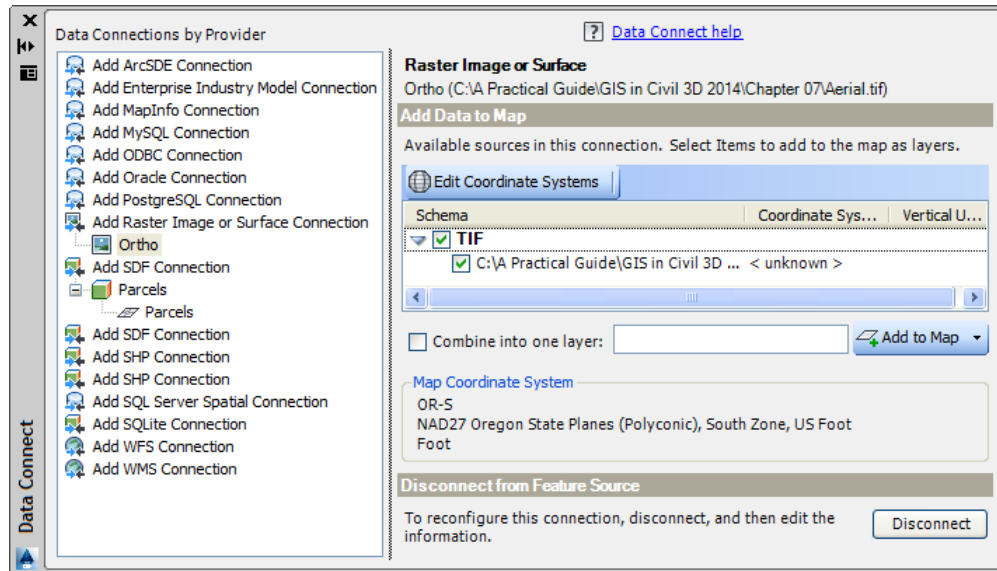 Data Connections by Provider
Add ArcSDE Connection
Add Enterprise Industry Model Connection
Add MapInfo Connection
Add MySQL Connection
Add ODBC Connection
Add Oracle Connection
Add PostgreSQL Connection
Add Raster Image or Surface Connection
Ortho
Add SDF Connection
Parcels
Parcels
Add SDF Connection
Add SHP Connection
Add SHP Connection
Add SQL Server Spatial Connection
Add SQLite Connection
Add WFS Connection
Add WMS Connection
Data Connect
? Data Connect help
Raster Image or Surface
Ortho (C:\A Practical Guide\GIS in Civil 3D 2014\Chapter 07\Aerial.tif)
Add Data to Map
Available sources in this connection. Select Items to add to the map as layers.
Edit Coordinate Systems
Schema Coordinate Sys... Vertical U...
TIF
C:\A Practical Guide\GIS in Civil 3D ... < unknown >
Combine into one layer: Add to Map
Map Coordinate System
OR-S
NAD27 Oregon State Planes (Polyconic), South Zone, US Foot
Foot
Disconnect from Feature Source
To reconfigure this connection, disconnect, and then edit the
information.
Disconnect